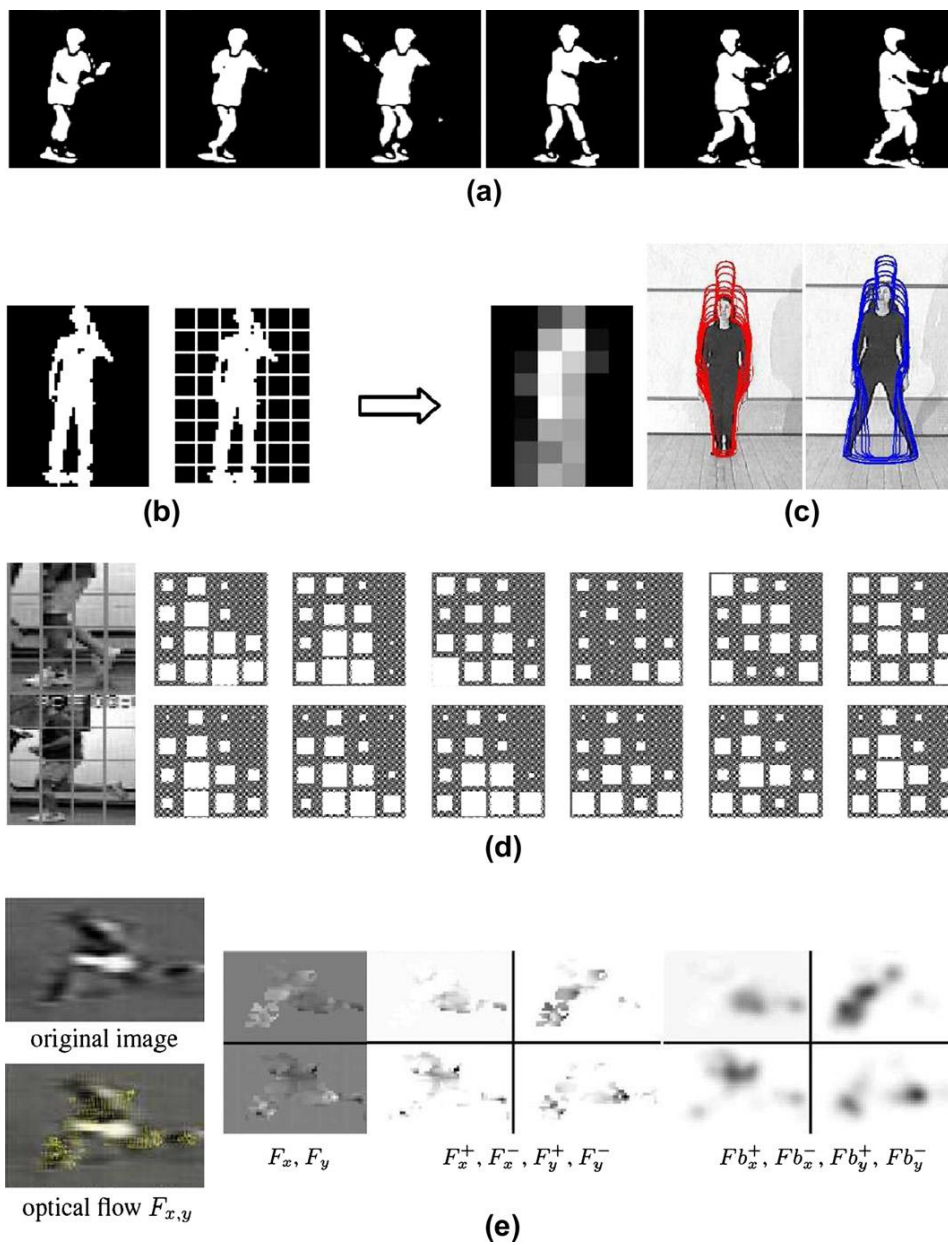 (a)
(b)
(c)
(d)
original image
optical flow F_{x,y}
F_x, F_y
F_x^+, F_x^-, F_y^+, F_y^-
Fb_x^+, Fb_x^-, Fb_y^+, Fb_y^-
(e)